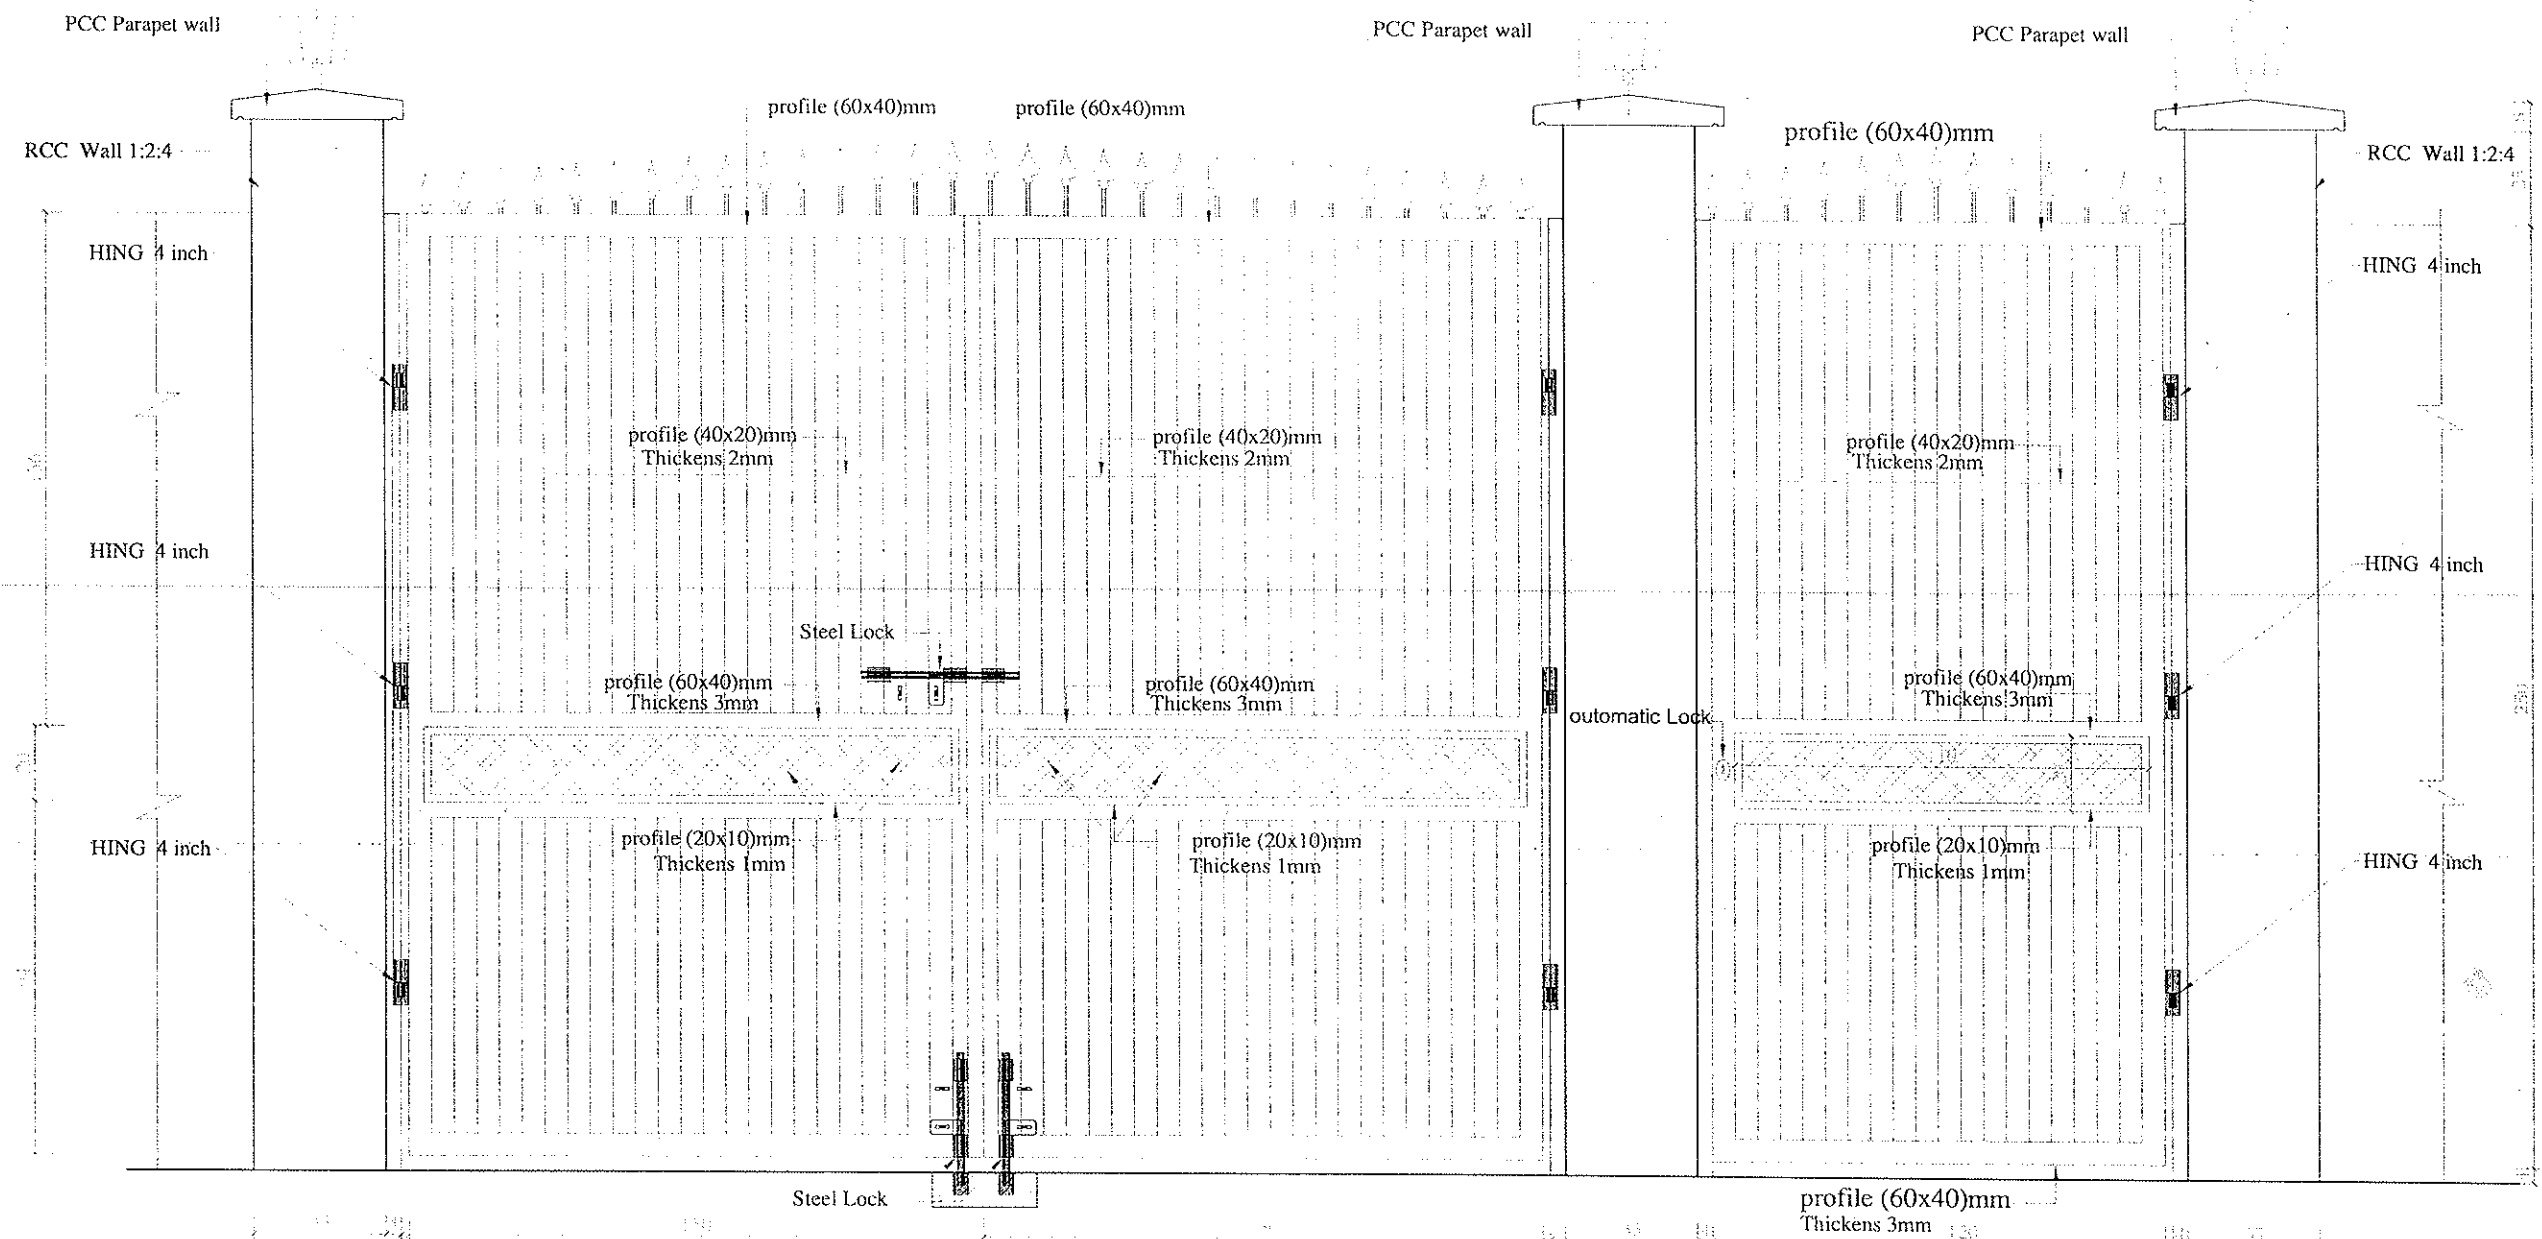 PCC Parapet wall
PCC Parapet wall
PCC Parapet wall
profile (60x40)mm
profile (60x40)mm
profile (60x40)mm
RCC Wall 1:2:4
RCC Wall 1:2:4
HING 4 inch
HING 4 inch
profile (40x20)mm
Thickens 2mm
profile (40x20)mm
Thickens 2mm
profile (40x20)mm
Thickens 2mm
HING 4 inch
HING 4 inch
Steel Lock
profile (60x40)mm
Thickens 3mm
profile (60x40)mm
Thickens 3mm
profile (60x40)mm
Thickens 3mm
outomatic Lock
profile (20x10)mm
Thickens 1mm
profile (20x10)mm
Thickens 1mm
profile (20x10)mm
Thickens 1mm
HING 4 inch
HING 4 inch
Steel Lock
profile (60x40)mm
Thickens 3mm
120